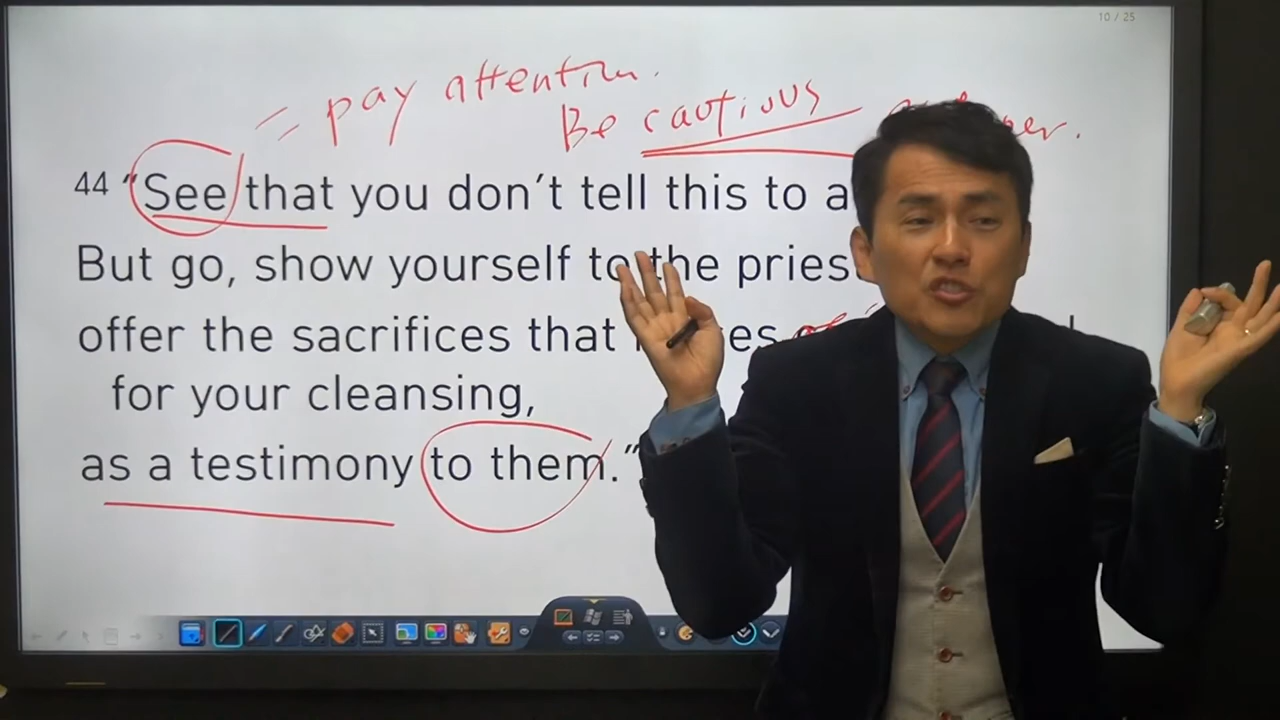 10 / 25
= pay attention.
Be cautious
44 "See that you don't tell this to a
But go, show yourself to the pries
offer the sacrifices that
for your cleansing,
as a testimony to them."